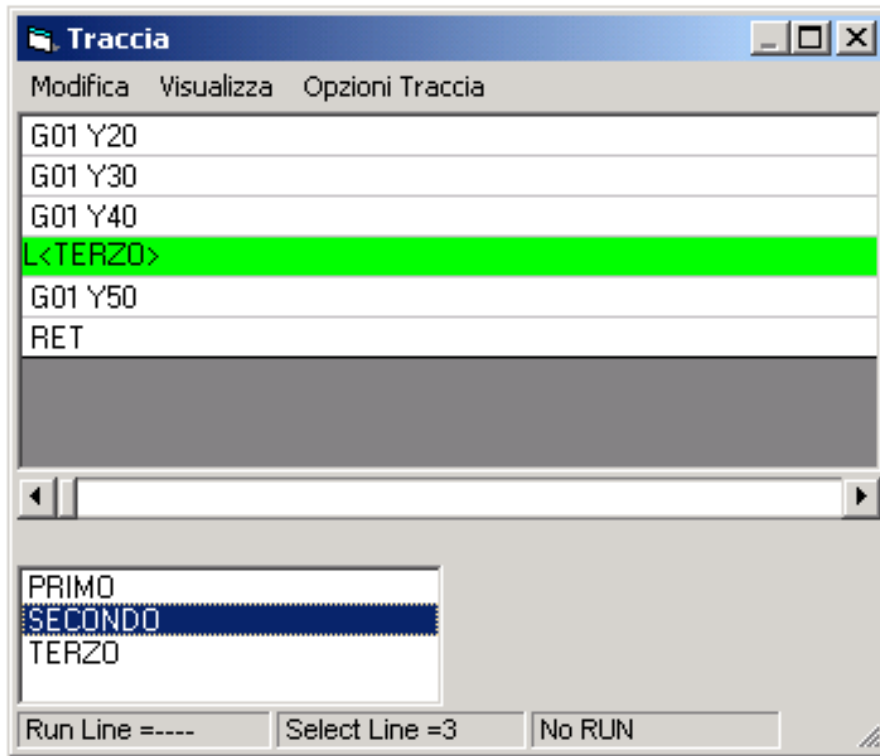 Traccia
Modifica Visualizza Opzioni Traccia
G01 Y20
G01 Y30
G01 Y40
L<TERZO>
G01 Y50
RET
PRIMO
SECONDO
TERZO
Run Line =---- Select Line =3 No RUN